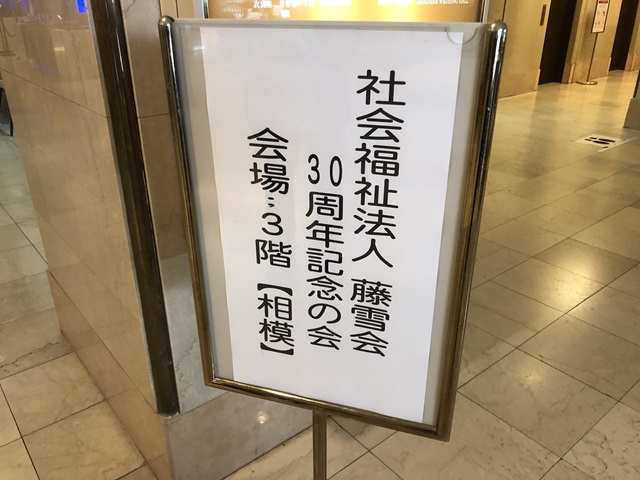 社会福祉法人 藤雪会
30周年記念の会
会場…3階【相模】